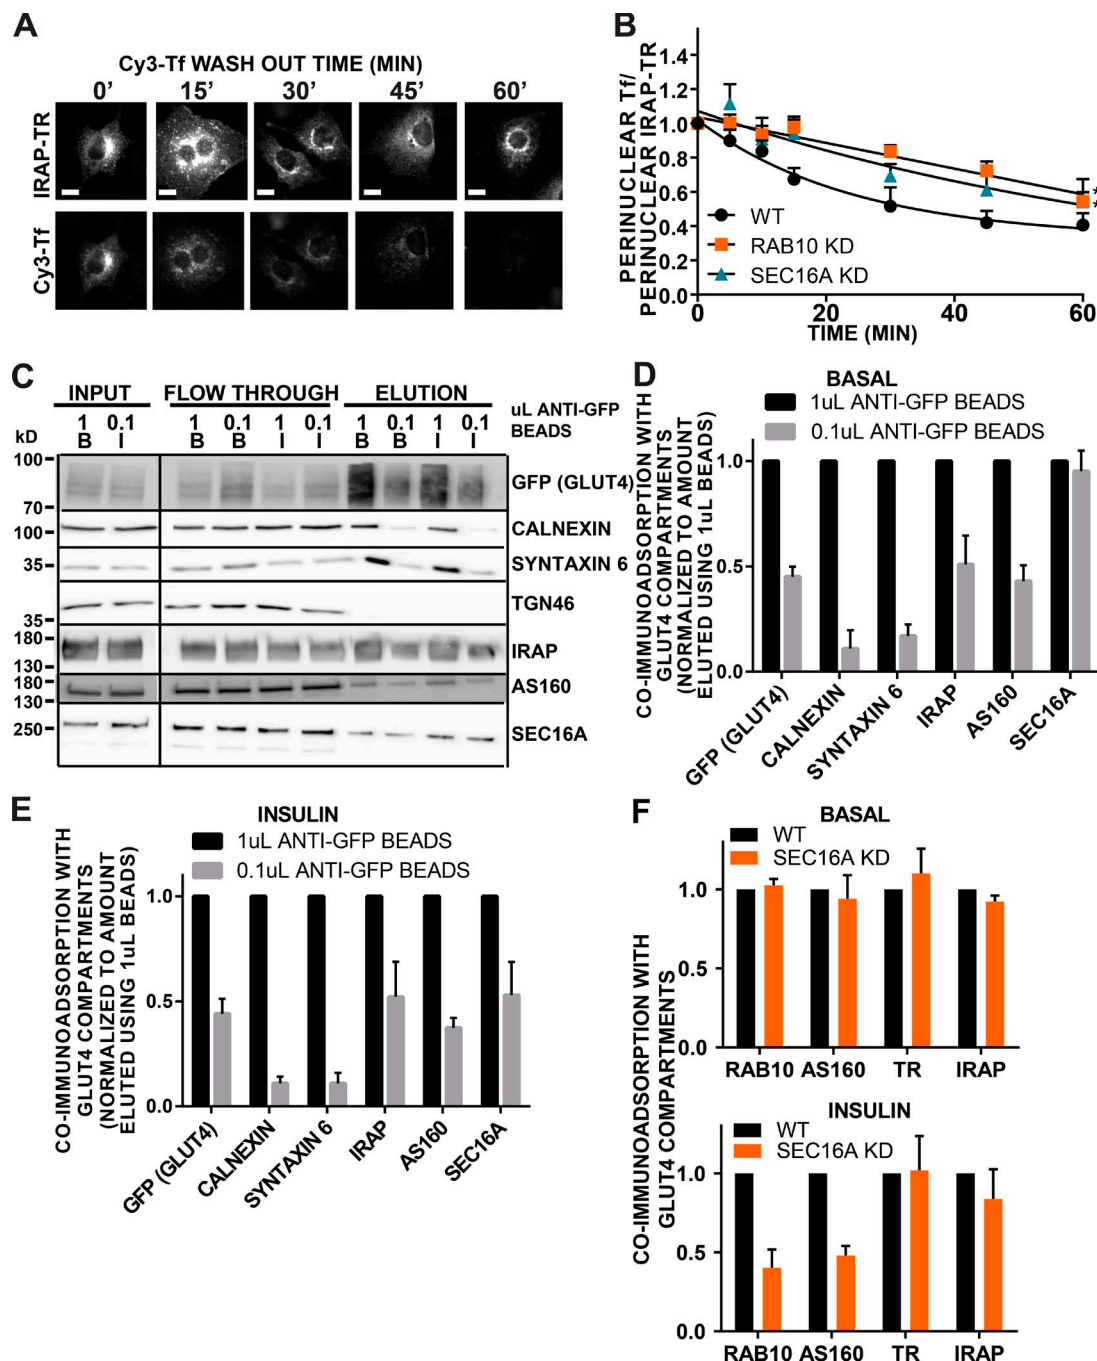 A
Cy3-Tf WASH OUT TIME (MIN)
0' 15' 30' 45' 60'
IRAP-TR
Cy3-Tf
B
PERINUCLEAR Tf/
PERINUCLEAR IRAP-TR
1.4
1.2
1.0
0.8
0.6
0.4
0.2
0.0
WT
RAB10 KD
SEC16A KD
*
*
0 20 40 60
TIME (MIN)
C
INPUT FLOW THROUGH ELUTION
1 0.1 1 0.1 1 0.1 1 0.1 1 0.1
B I B B I I B B I I
uL ANTI-GFP
BEADS
kD
100
70
GFP (GLUT4)
100
CALNEXIN
35
SYNTAXIN 6
35
TGN46
180
130
IRAP
180
130
AS160
250
SEC16A
D
BASAL
1uL ANTI-GFP BEADS
0.1uL ANTI-GFP BEADS
CO-IMMUNOADSORPTION WITH
GLUT4 COMPARTMENTS
(NORMALIZED TO AMOUNT
ELUTED USING 1uL BEADS)
1.0
0.5
0.0
GFP (GLUT4)
CALNEXIN
SYNTAXIN 6
IRAP
AS160
SEC16A
E
INSULIN
1uL ANTI-GFP BEADS
0.1uL ANTI-GFP BEADS
CO-IMMUNOADSORPTION WITH
GLUT4 COMPARTMENTS
(NORMALIZED TO AMOUNT
ELUTED USING 1uL BEADS)
1.0
0.5
0.0
GFP (GLUT4)
CALNEXIN
SYNTAXIN 6
IRAP
AS160
SEC16A
F
BASAL
WT
SEC16A KD
CO-IMMUNOADSORPTION WITH
GLUT4 COMPARTMENTS
1.0
0.5
0.0
RAB10 AS160 TR IRAP
INSULIN
WT
SEC16A KD
1.0
0.5
0.0
RAB10 AS160 TR IRAP